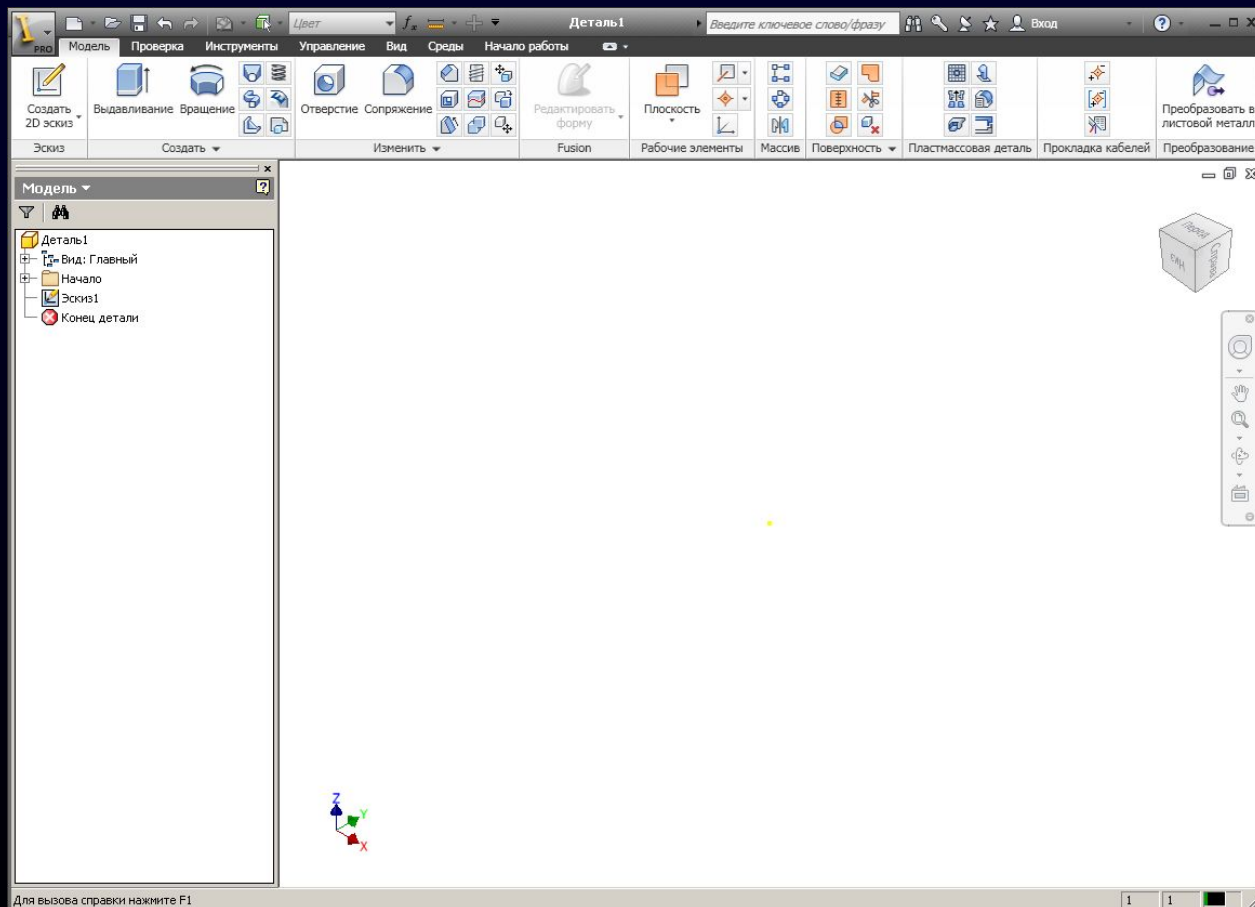 Цвет
Деталь1
Введите ключевое слово/фразу
Вход
PRO
Модель Проверка Инструменты Управление Вид Среды Начало работы
Создать
2D эскиз
Выдавливание Вращение
Отверстие Сопряжение
Редактировать
форму
Плоскость
Преобразовать в
листовой металл
Эскиз Создать Изменить Fusion Рабочие элементы Массив Поверхность Пластмассовая деталь Прокладка кабелей Преобразование
Модель
Деталь1
Вид: Главный
Начало
Эскиз1
Конец детали
Перед
Справа
Z
Y
X
Для вызова справки нажмите F1
1 1